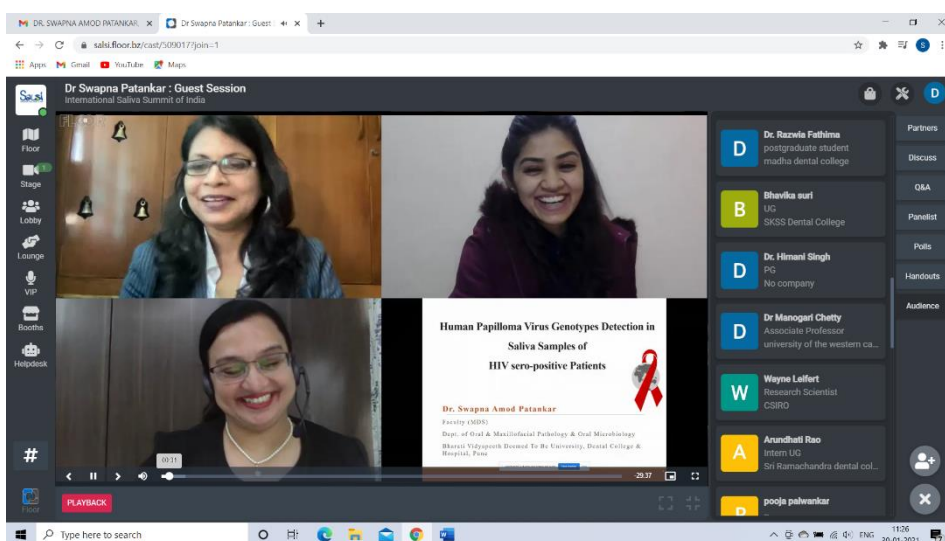 DR. SWAPNA AMOD PATANKAR
Dr Swapna Patankar : Guest
salsi.floor.bz/cast/509017?join=1
Apps
Gmail
YouTube
Maps
Salsi
Dr Swapna Patankar : Guest Session
International Saliva Summit of India
D
Floor
Stage
Lobby
Lounge
VIP
Booths
Helpdesk
#
Floor
Human Papilloma Virus Genotypes Detection in
Saliva Samples of
HIV sero-positive Patients
Dr. Swapna Amod Patankar
Faculty (MDS)
Dept. of Oral & Maxillofacial Pathology & Oral Microbiology
Bharati Vidyapeeth Deemed To Be University, Dental College &
Hospital, Pune
00:31
-29:37
PLAYBACK
D
Dr. Razwia Fathima
postgraduate student
madha dental college
B
Bhavika suri
UG
SKSS Dental College
D
Dr. Himani Singh
PG
No company
D
Dr Manogari Chetty
Associate Professor
university of the western ca...
W
Wayne Leifert
Research Scientist
CSIRO
A
Arundhati Rao
Intern UG
Sri Ramachandra dental col...
pooja palwankar
Partners
Discuss
Q&A
Panelist
Polls
Handouts
Audience
Type here to search
ENG
11:26
20-01-2021